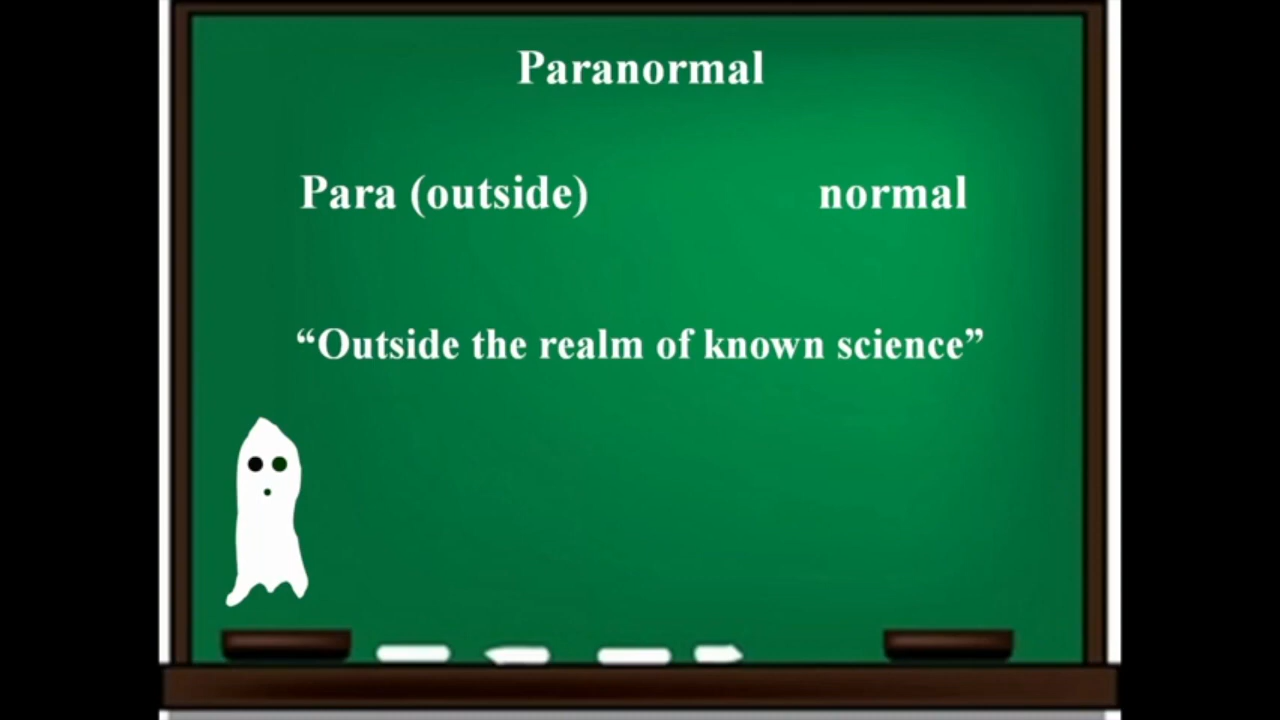 Paranormal
Para (outside) normal
“Outside the realm of known science”